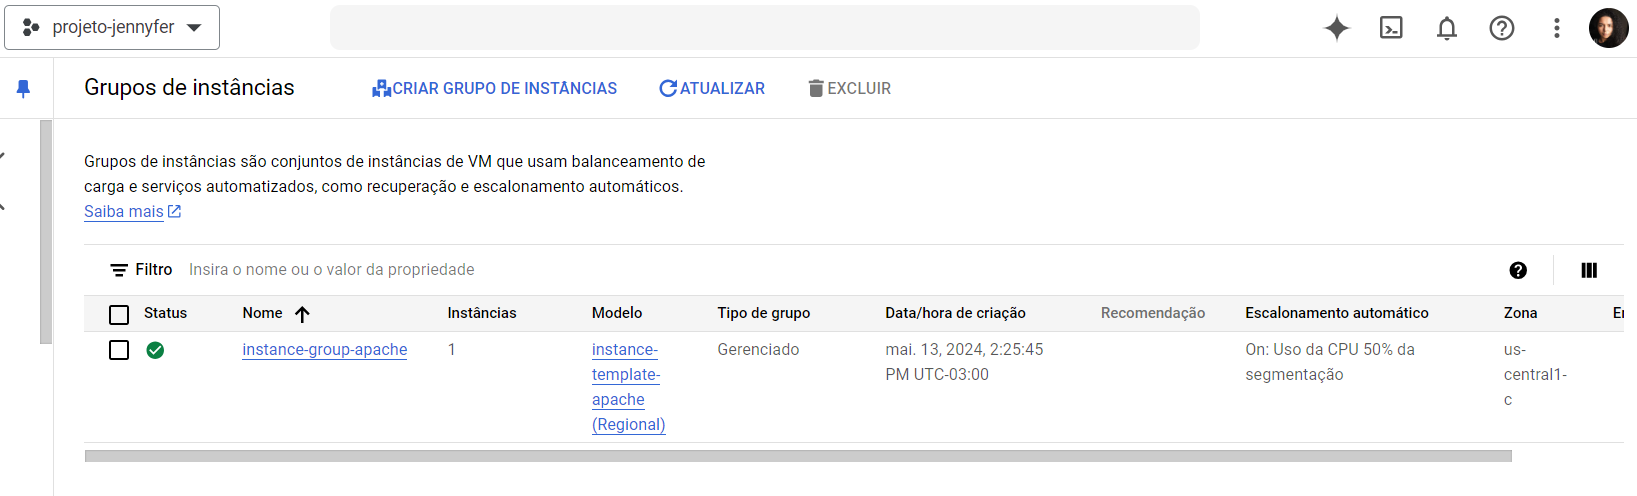 projeto-jennyfer
Grupos de instâncias
CRIAR GRUPO DE INSTÂNCIAS
ATUALIZAR
EXCLUIR
Grupos de instâncias são conjuntos de instâncias de VM que usam balanceamento de
carga e serviços automatizados, como recuperação e escalonamento automáticos.
Saiba mais
Filtro Insira o nome ou o valor da propriedade
Status Nome Instâncias Modelo Tipo de grupo Data/hora de criação Recomendação Escalonamento automático Zona
instance-group-apache 1 instance- Gerenciado mai. 13, 2024, 2:25:45 On: Uso da CPU 50% da us-
template- PM UTC-03:00 segmentação central1-
apache c
(Regional)